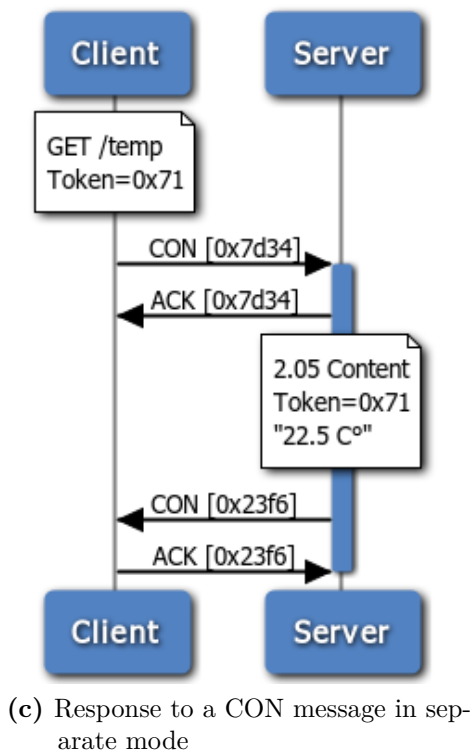 Client Server
GET /temp
Token=0x71
CON [0x7d34]
ACK [0x7d34]
2.05 Content
Token=0x71
"22.5 Cº"
CON [0x23f6]
ACK [0x23f6]
Client Server
(c) Response to a CON message in sep-
arate mode